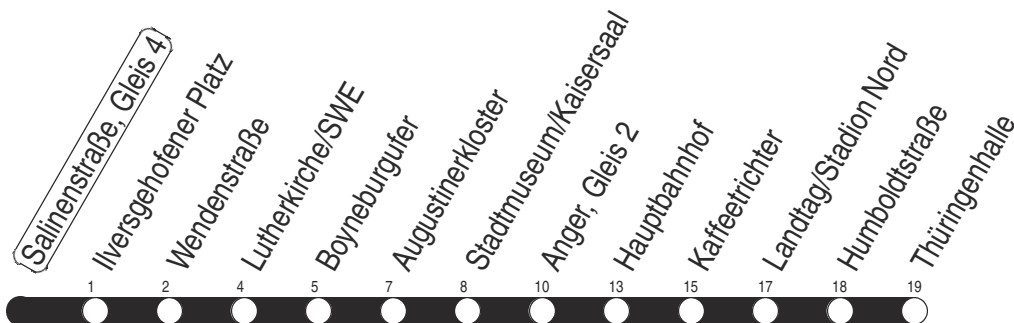 Salinenstraße, Gleis 4
Ilversgehofener Platz
Wendenstraße
Lutherkirche/SWE
Boyneburgufer
Augustinerkloster
Stadtmuseum/Kaisersaal
Anger, Gleis 2
Hauptbahnhof
Kaffeetrichter
Landtag/Stadion Nord
Humboldtstraße
Thüringenhalle
1 2 4 5 7 8 10 13 15 17 18 19